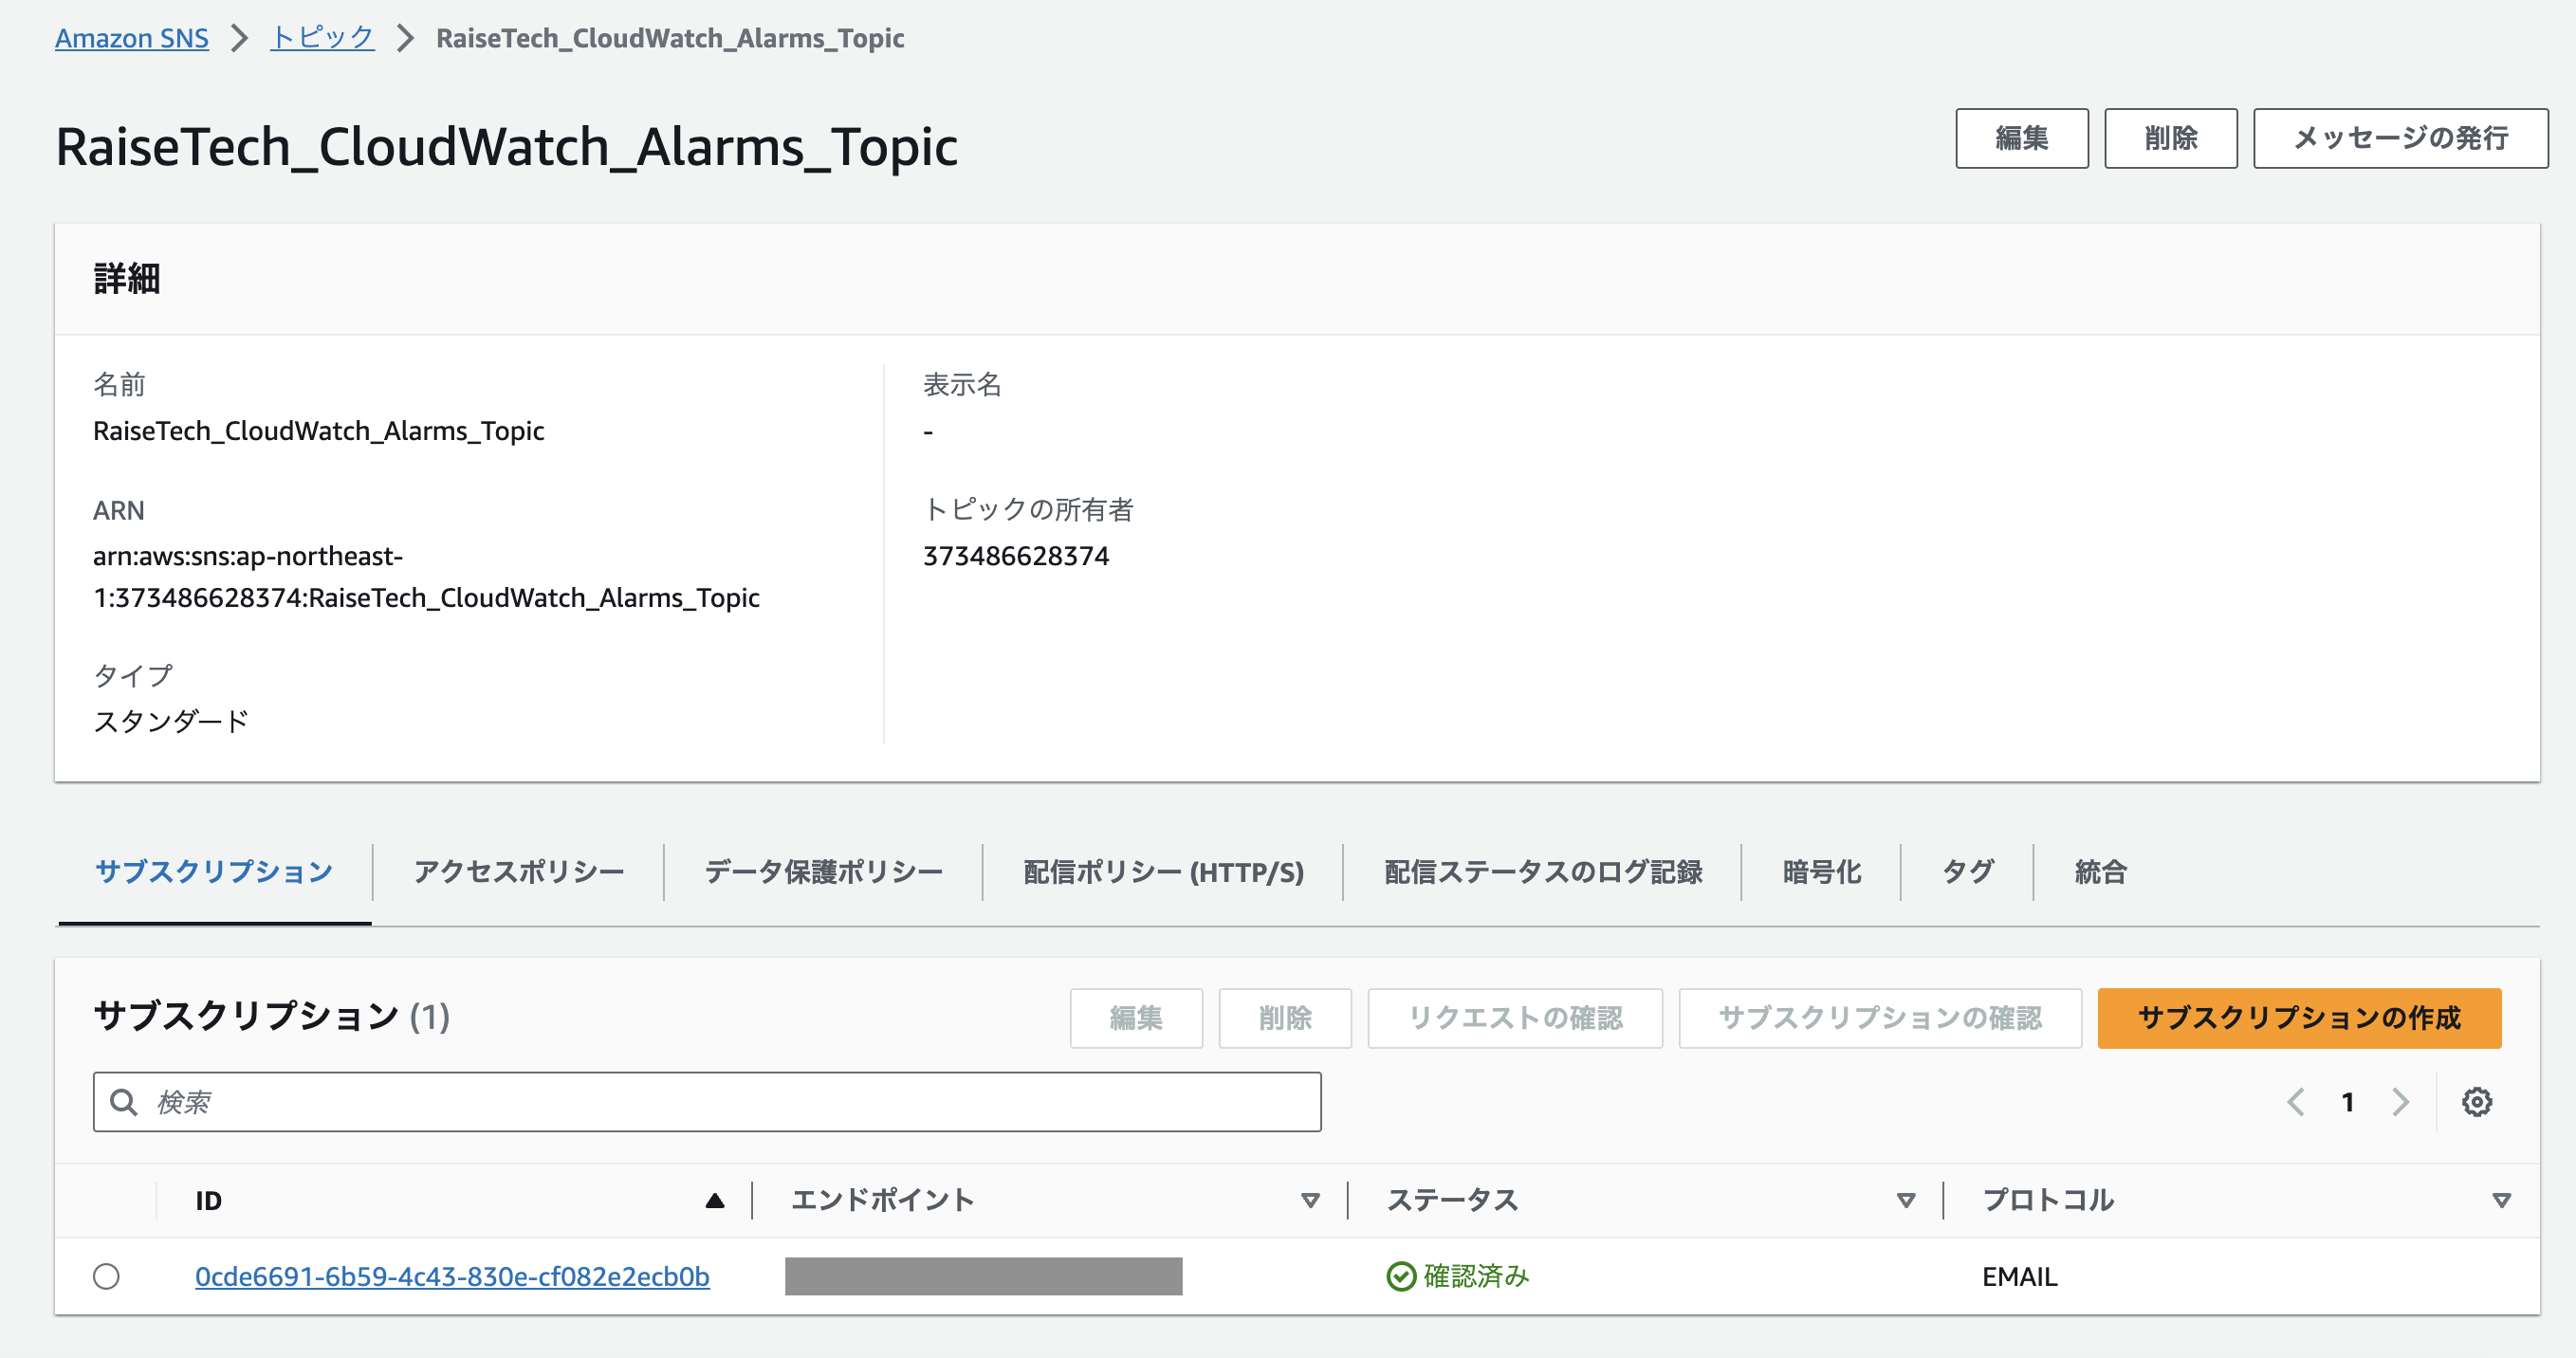 Amazon SNS > トピック > RaiseTech_CloudWatch_Alarms_Topic
RaiseTech_CloudWatch_Alarms_Topic
編集 削除 メッセージの発行
詳細
名前
RaiseTech_CloudWatch_Alarms_Topic
ARN
arn:aws:sns:ap-northeast-
1:373486628374:RaiseTech_CloudWatch_Alarms_Topic
タイプ
スタンダード
表示名
-
トピックの所有者
373486628374
サブスクリプション アクセスポリシー データ保護ポリシー 配信ポリシー (HTTP/S) 配信ステータスのログ記録 暗号化 タグ 統合
サブスクリプション (1)
編集 削除 リクエストの確認 サブスクリプションの確認 サブスクリプションの作成
検索
1
ID エンドポイント ステータス プロトコル
0cde6691-6b59-4c43-830e-cf082e2ecb0b 確認済み EMAIL